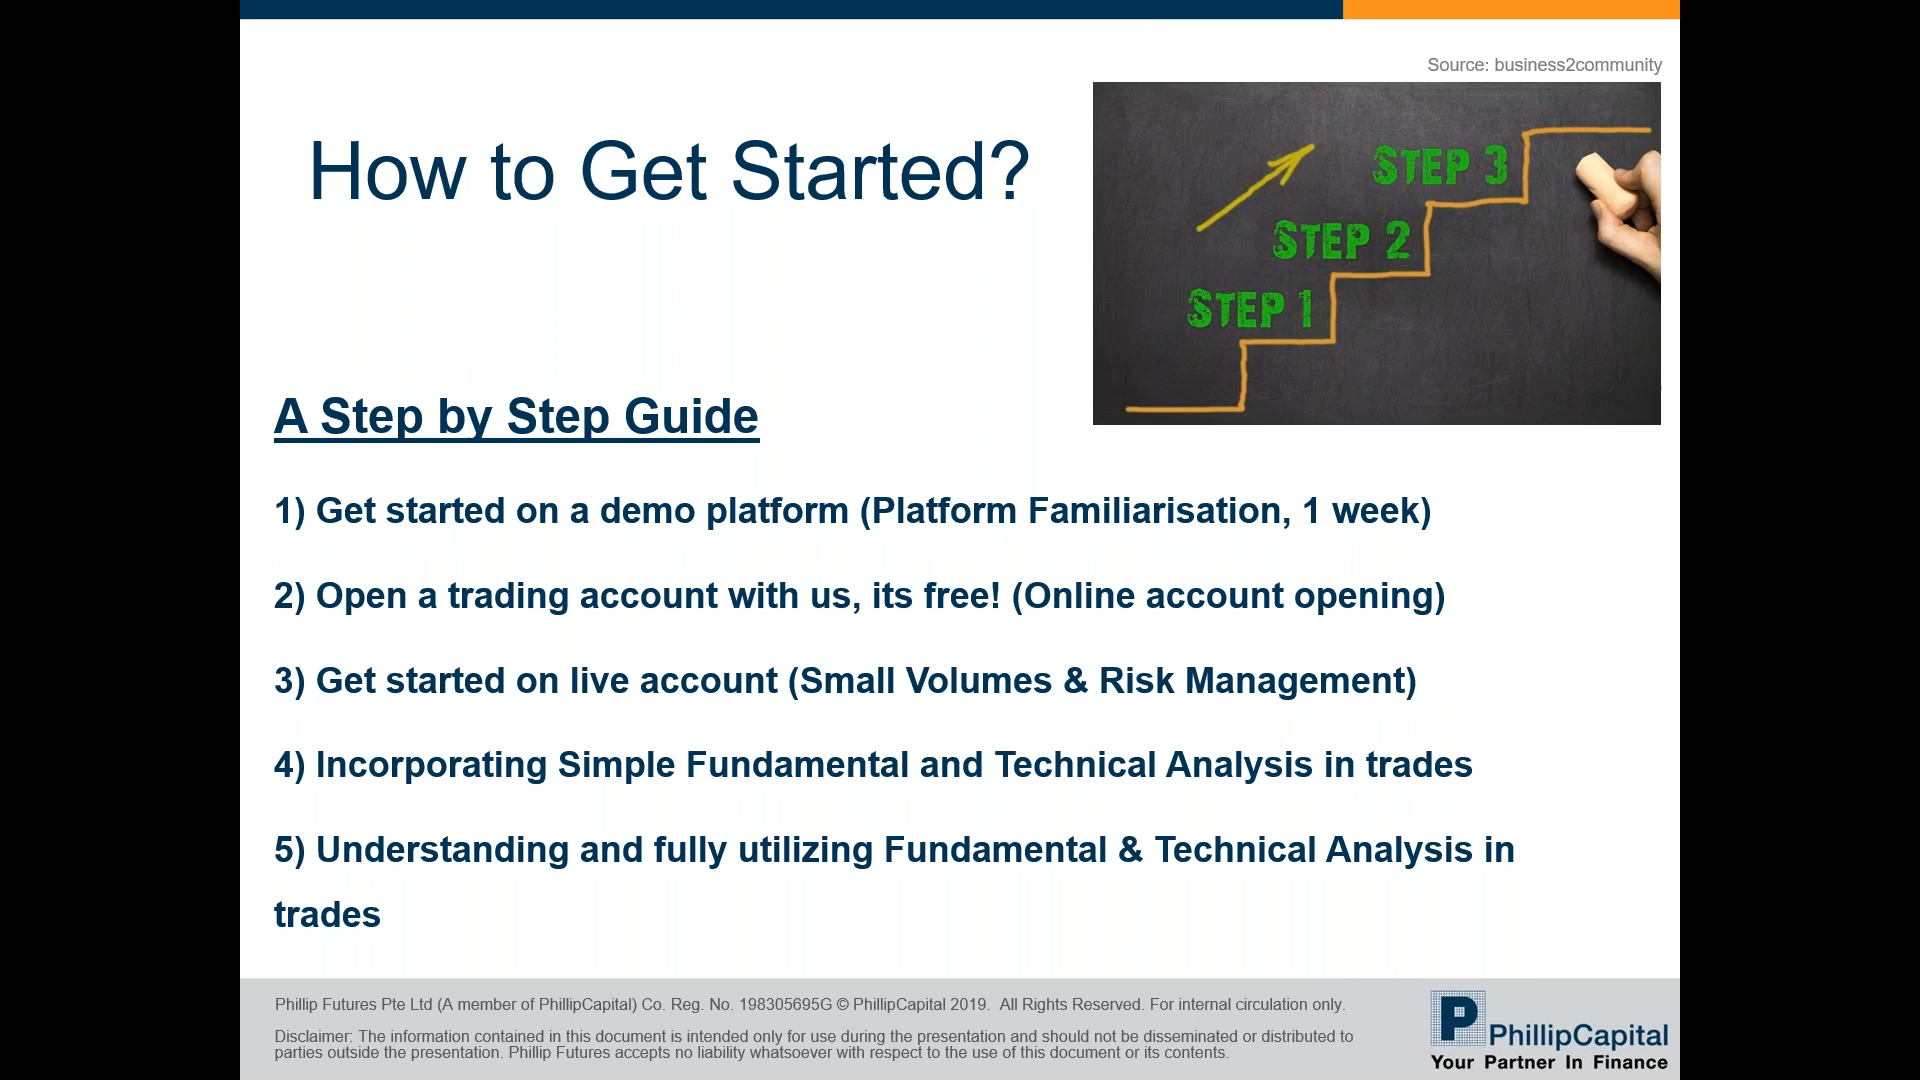 Source: business2community
How to Get Started?
STEP 3
STEP 2
STEP 1
A Step by Step Guide
1) Get started on a demo platform (Platform Familiarisation, 1 week)
2) Open a trading account with us, its free! (Online account opening)
3) Get started on live account (Small Volumes & Risk Management)
4) Incorporating Simple Fundamental and Technical Analysis in trades
5) Understanding and fully utilizing Fundamental & Technical Analysis in
trades
Phillip Futures Pte Ltd (A member of PhillipCapital) Co. Reg. No. 198305695G © PhillipCapital 2019.  All Rights Reserved. For internal circulation only.
Disclaimer: The information contained in this document is intended only for use during the presentation and should not be disseminated or distributed to
parties outside the presentation. Phillip Futures accepts no liability whatsoever with respect to the use of this document or its contents.
P PhillipCapital
Your Partner In Finance